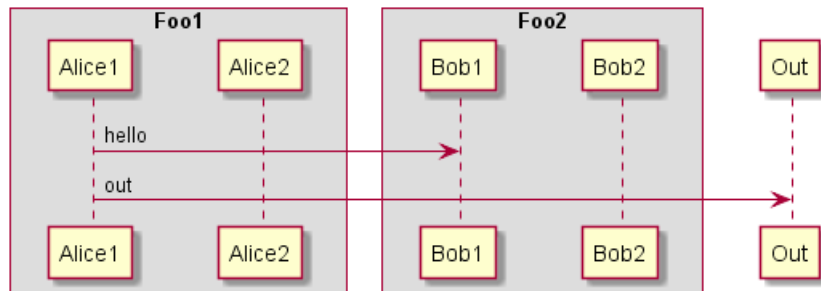 Foo1 Foo2
Alice1 Alice2 Bob1 Bob2 Out
hello
out
Alice1 Alice2 Bob1 Bob2 Out